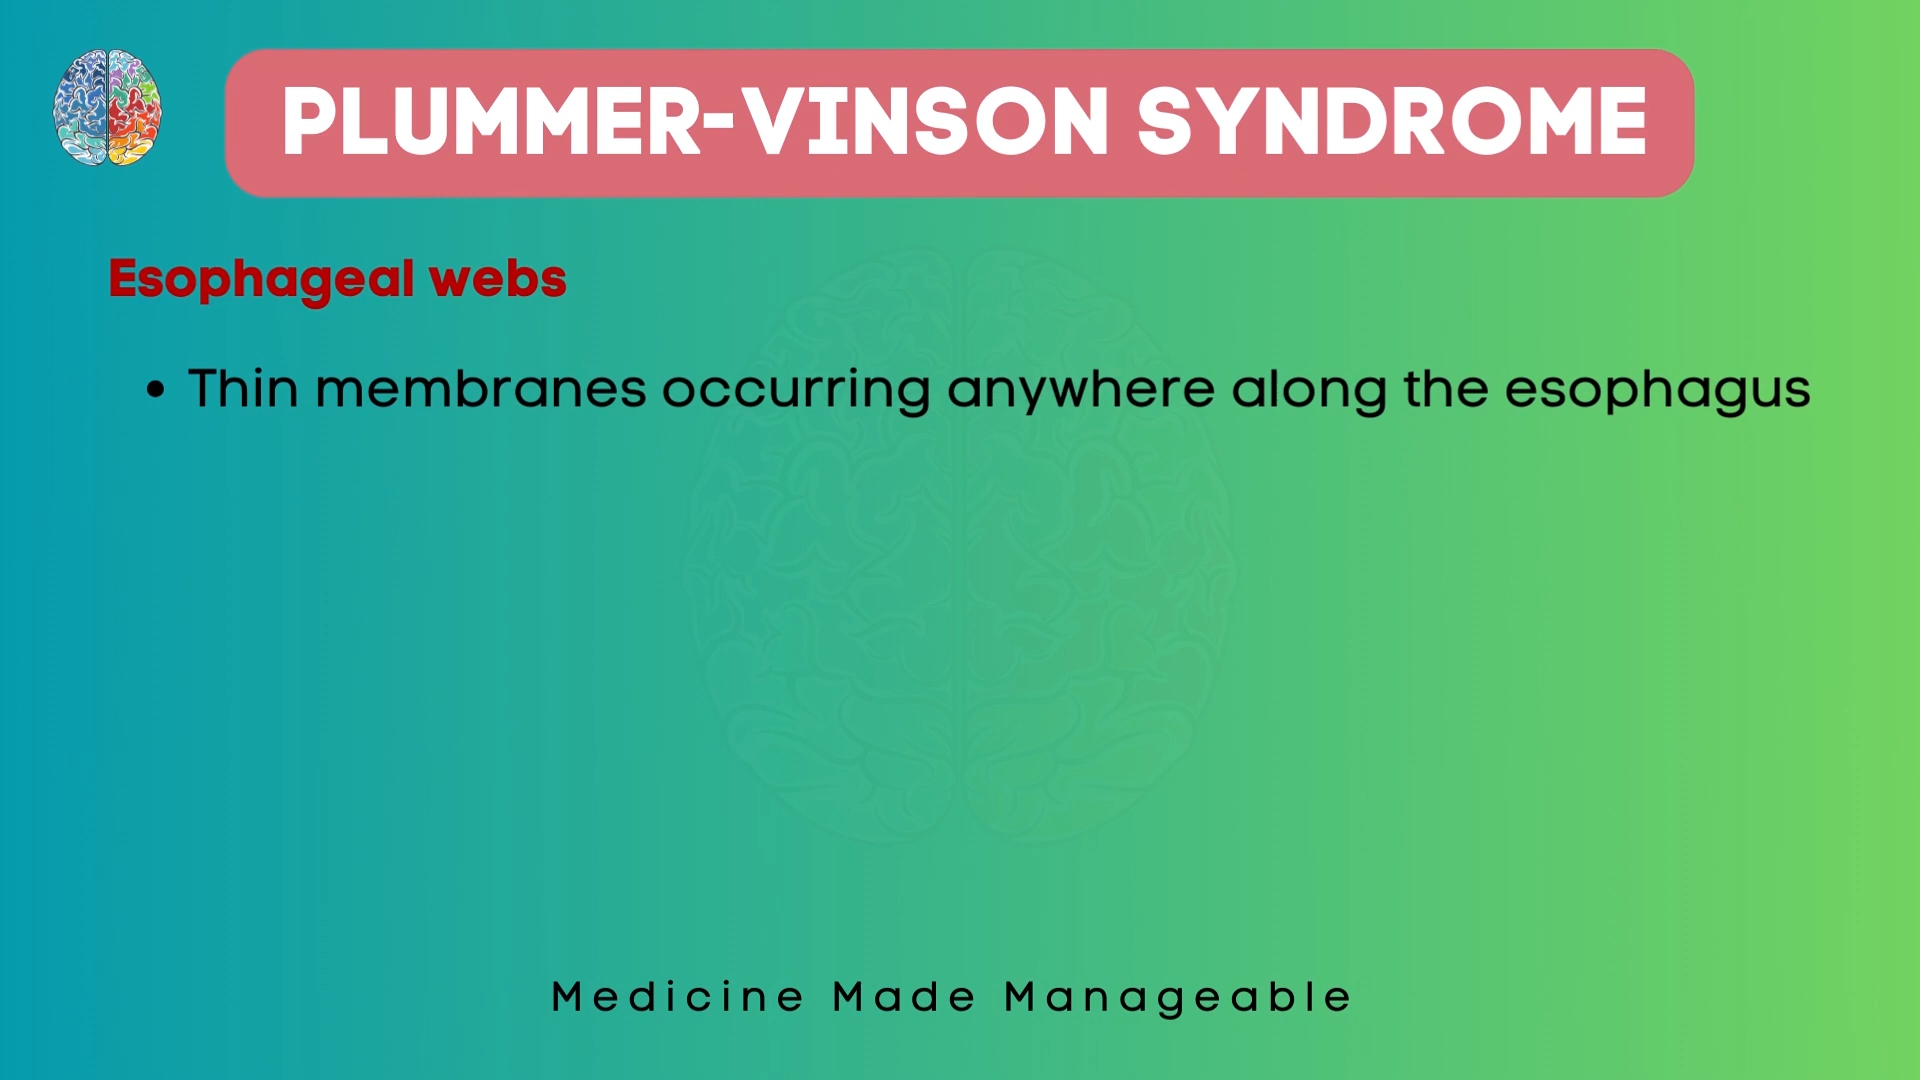 PLUMMER-VINSON SYNDROME
Esophageal webs
• Thin membranes occurring anywhere along the esophagus
Medicine Made Manageable